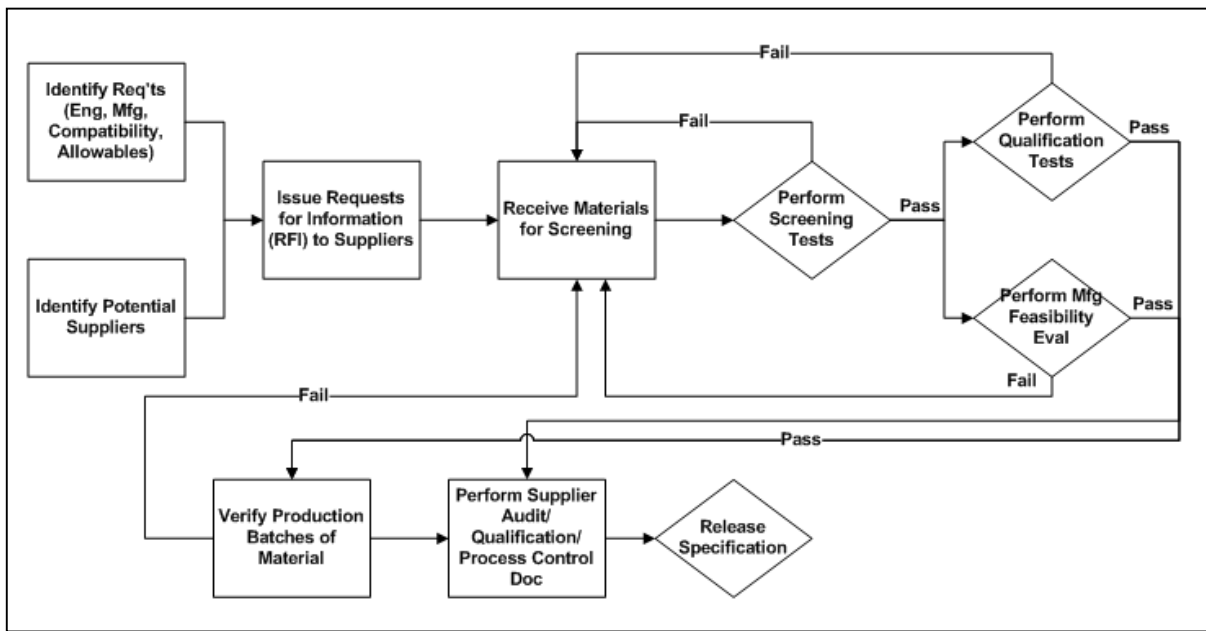 Identify Req'ts
(Eng, Mfg,
Compatibility,
Allowables)
Identify Potential
Suppliers
Issue Requests
for Information
(RFI) to Suppliers
Receive Materials
for Screening
Fail
Fail
Perform
Screening
Tests
Pass
Perform
Qualification
Tests
Pass
Perform Mfg
Feasibility
Eval
Pass
Fail
Fail
Pass
Verify Production
Batches of
Material
Perform Supplier
Audit/
Qualification/
Process Control
Doc
Release
Specification